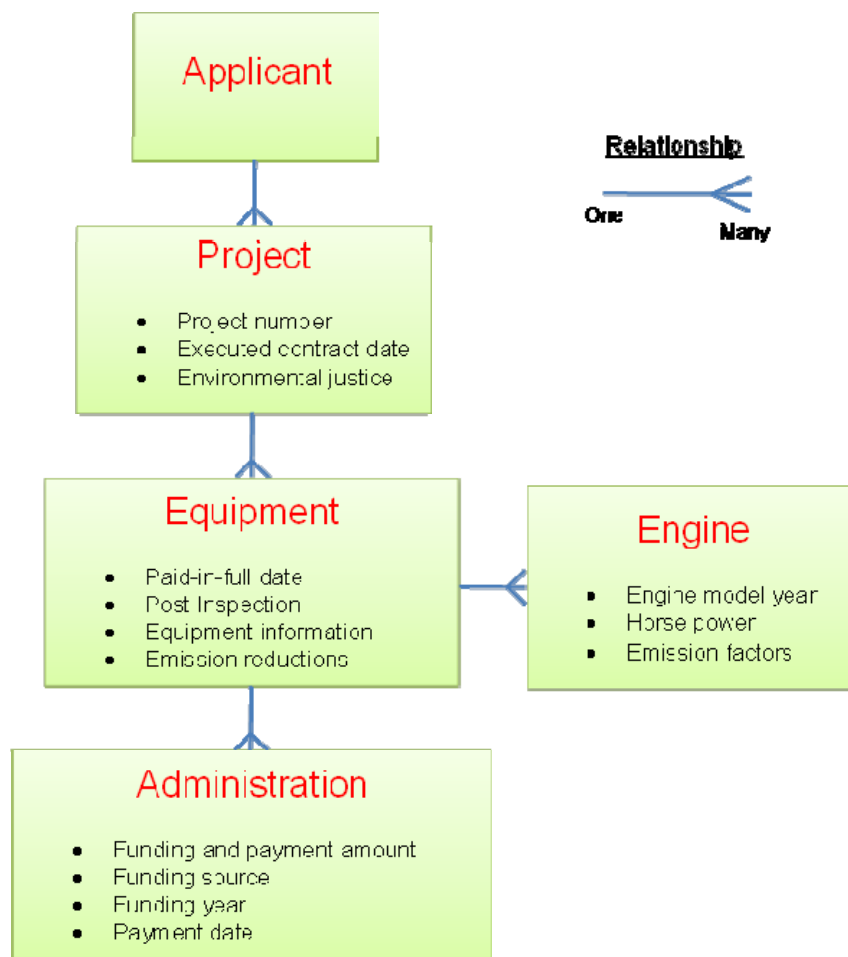 Applicant
Relationship
One
Many
Project
• Project number
• Executed contract date
• Environmental justice
Equipment
• Paid-in-full date
• Post Inspection
• Equipment information
• Emission reductions
Engine
• Engine model year
• Horse power
• Emission factors
Administration
• Funding and payment amount
• Funding source
• Funding year
• Payment date